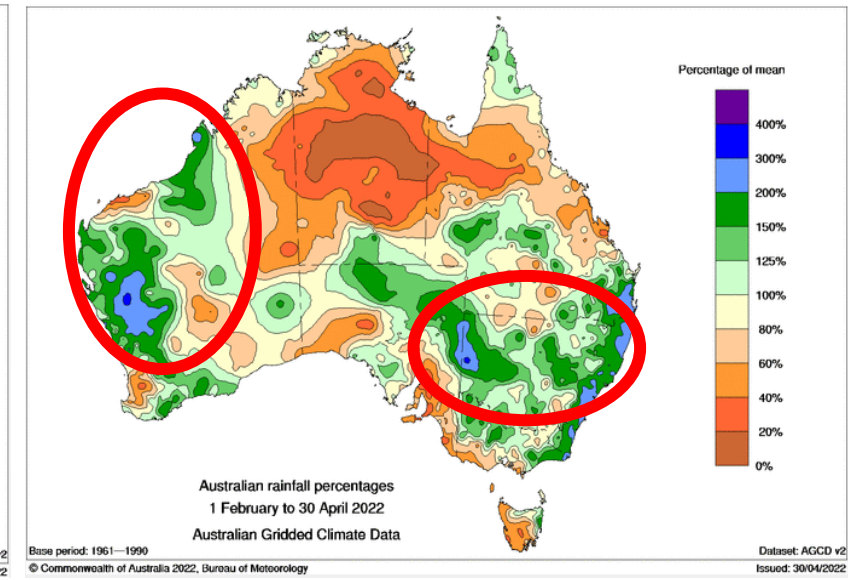 Percentage of mean
400%
300%
200%
150%
125%
100%
80%
60%
40%
20%
0%
Australian rainfall percentages
1 February to 30 April 2022
Australian Gridded Climate Data
Base period: 1961—1990
Dataset: AGCD v2
© Commonwealth of Australia 2022, Bureau of Meteorology
Issued: 30/04/2022